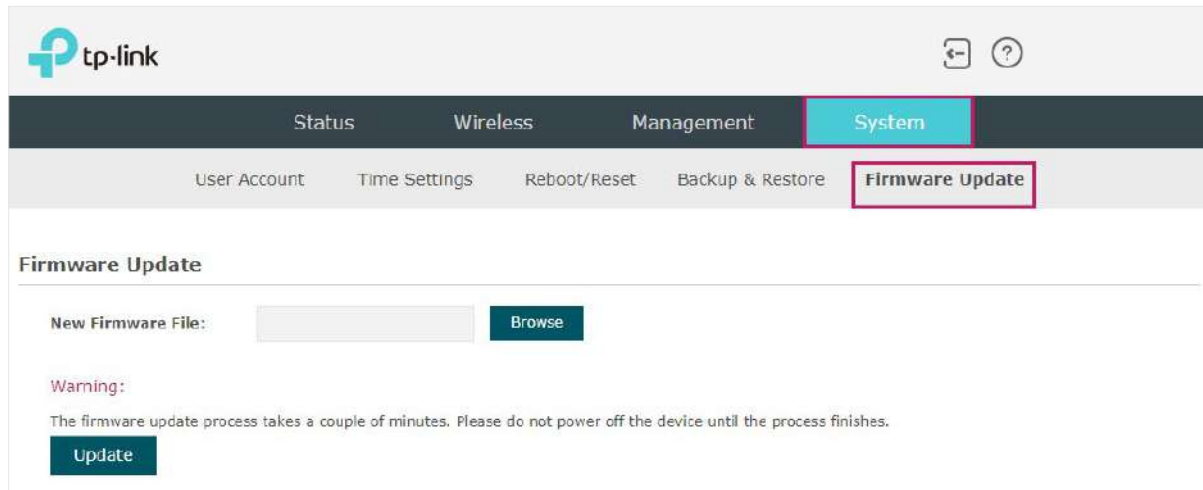 tp-link
?
Status Wireless Management System
User Account Time Settings Reboot/Reset Backup & Restore Firmware Update
Firmware Update
New Firmware File: Browse
Warning:
The firmware update process takes a couple of minutes. Please do not power off the device until the process finishes.
Update